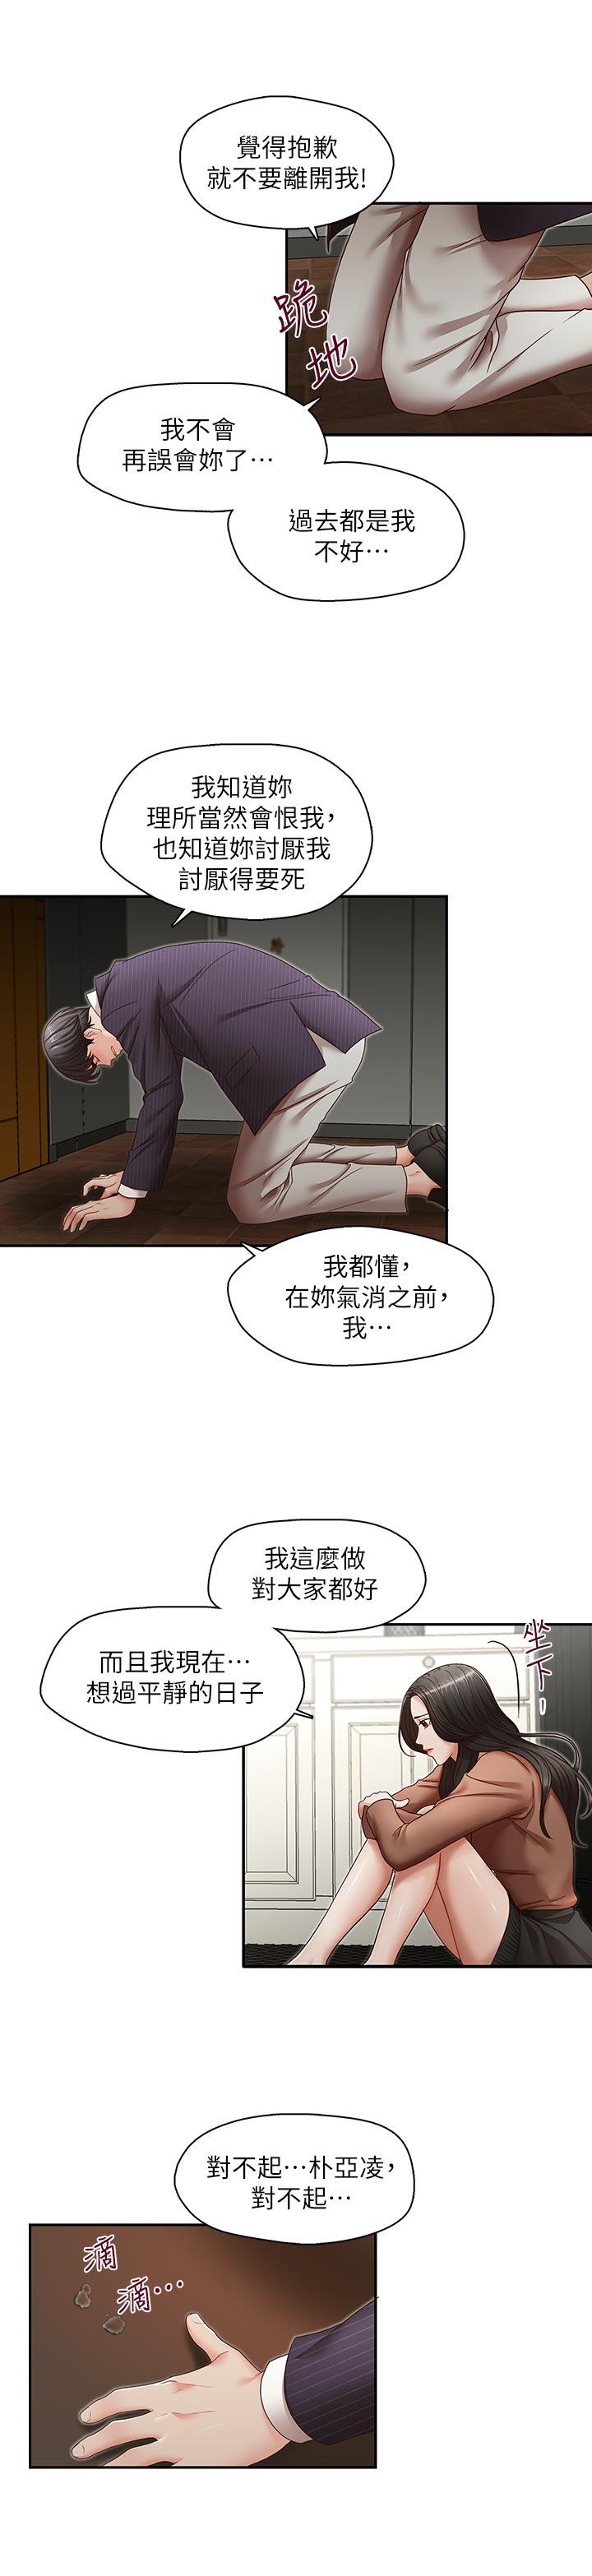 覺得抱歉
就不要離開我!
跪
地
我不會
再誤會妳了…
過去都是我
不好…
我知道妳
理所當然會恨我,
也知道妳討厭我
討厭得要死
我都懂,
在妳氣消之前,
我…
我這麼做
對大家都好
而且我現在…
想過平靜的日子
坐下,
對不起…朴亞凌,
對不起…
滴
滴…